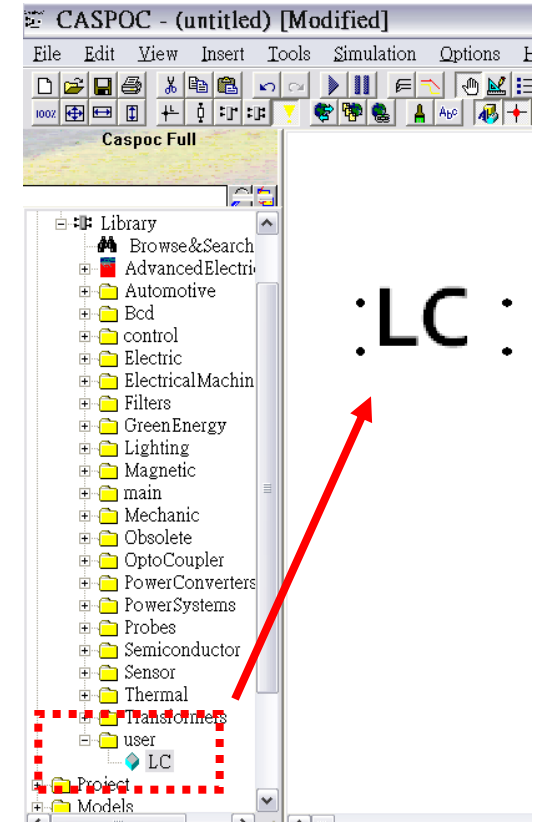 CASPOC - (untitled) [Modified]
File Edit View Insert Tools Simulation Options H
100% Abc
Caspoc Full
Library
Browse&Search
AdvancedElectri
Automotive
Bcd
control
Electric
ElectricalMachin
Filters
GreenEnergy
Lighting
Magnetic
main
Mechanic
Obsolete
OptoCoupler
PowerConverters
PowerSystems
Probes
Semiconductor
Sensor
Thermal
Transformers
user
LC
Project
Models
LC